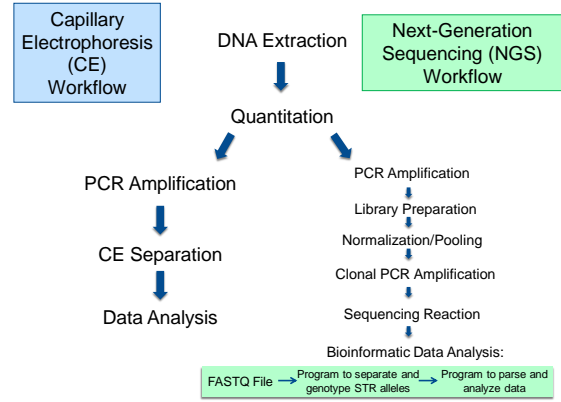 Capillary
Electrophoresis
(CE)
Workflow
DNA Extraction
Next-Generation
Sequencing (NGS)
Workflow
Quantitation
PCR Amplification
CE Separation
Data Analysis
PCR Amplification
Library Preparation
Normalization/Pooling
Clonal PCR Amplification
Sequencing Reaction
Bioinformatic Data Analysis:
FASTQ File
Program to separate and
genotype STR alleles
Program to parse and
analyze data